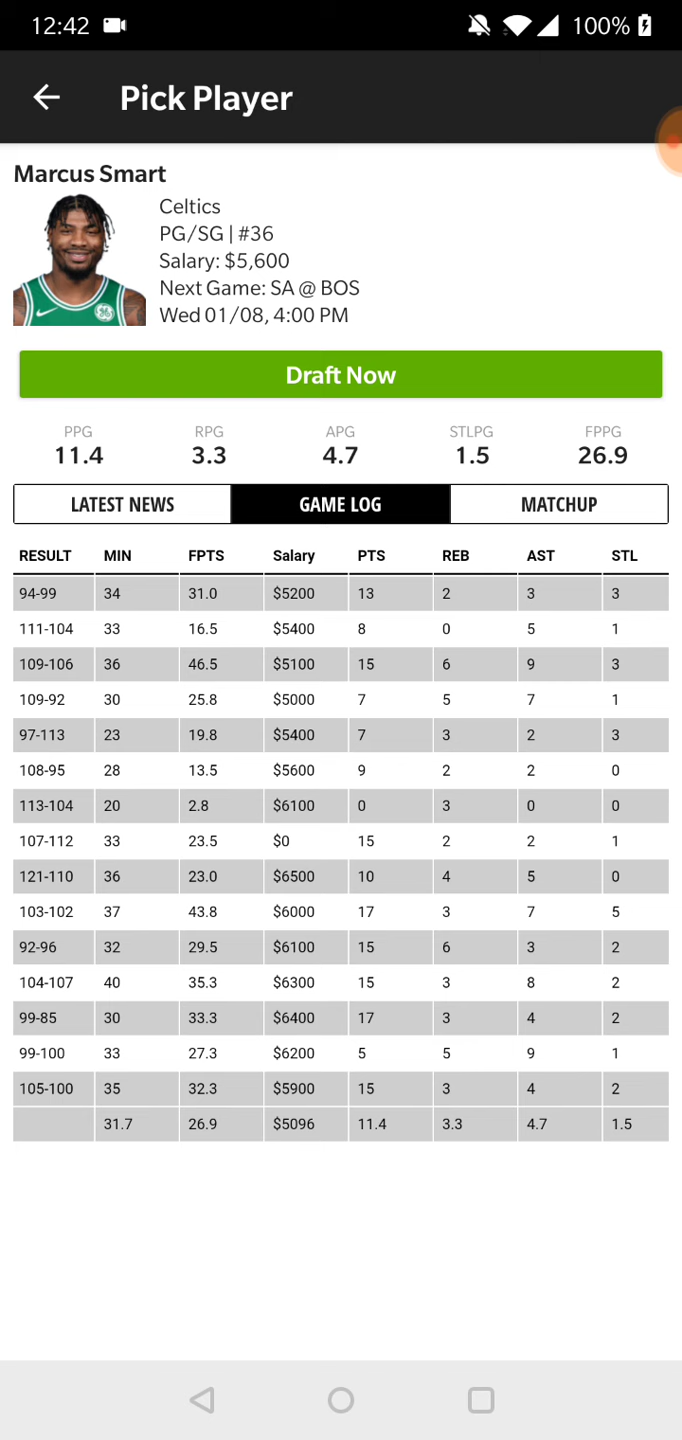 12:42 100%
Pick Player
Marcus Smart
Celtics
PG/SG | #36
Salary: $5,600
Next Game: SA @ BOS
Wed 01/08, 4:00 PM
Draft Now
PPG RPG APG STLPG FPPG
11.4 3.3 4.7 1.5 26.9
LATEST NEWS GAME LOG MATCHUP
RESULT MIN FPTS Salary PTS REB AST STL
94-99 34 31.0 $5200 13 2 3 3
111-104 33 16.5 $5400 8 0 5 1
109-106 36 46.5 $5100 15 6 9 3
109-92 30 25.8 $5000 7 5 7 1
97-113 23 19.8 $5400 7 3 2 3
108-95 28 13.5 $5600 9 2 2 0
113-104 20 2.8 $6100 0 3 0 0
107-112 33 23.5 $0 15 2 2 1
121-110 36 23.0 $6500 10 4 5 0
103-102 37 43.8 $6000 17 3 7 5
92-96 32 29.5 $6100 15 6 3 2
104-107 40 35.3 $6300 15 3 8 2
99-85 30 33.3 $6400 17 3 4 2
99-100 33 27.3 $6200 5 5 9 1
105-100 35 32.3 $5900 15 3 4 2
31.7 26.9 $5096 11.4 3.3 4.7 1.5